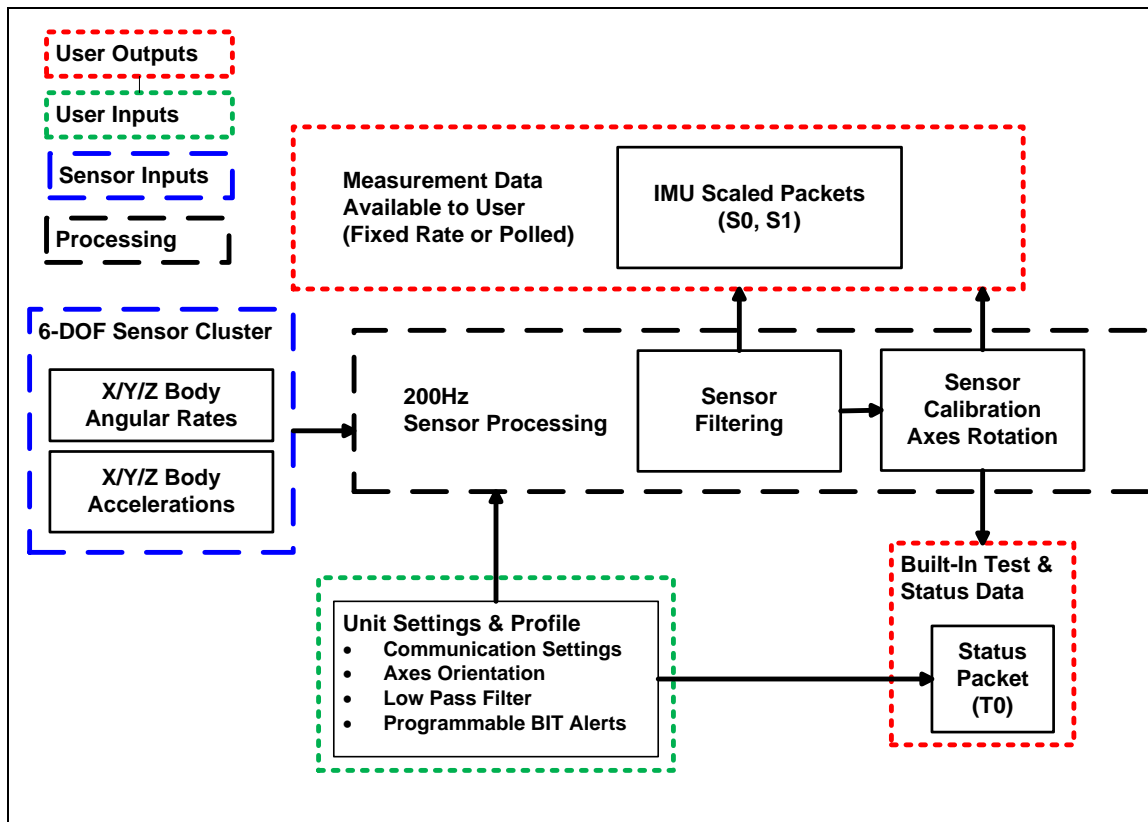 User Outputs
User Inputs
Sensor Inputs
Processing
Measurement Data
Available to User
(Fixed Rate or Polled)
IMU Scaled Packets
(S0, S1)
6-DOF Sensor Cluster
X/Y/Z Body
Angular Rates
X/Y/Z Body
Accelerations
200Hz
Sensor Processing
Sensor
Filtering
Sensor
Calibration
Axes Rotation
Unit Settings & Profile
• Communication Settings
• Axes Orientation
• Low Pass Filter
• Programmable BIT Alerts
Built-In Test &
Status Data
Status
Packet
(T0)